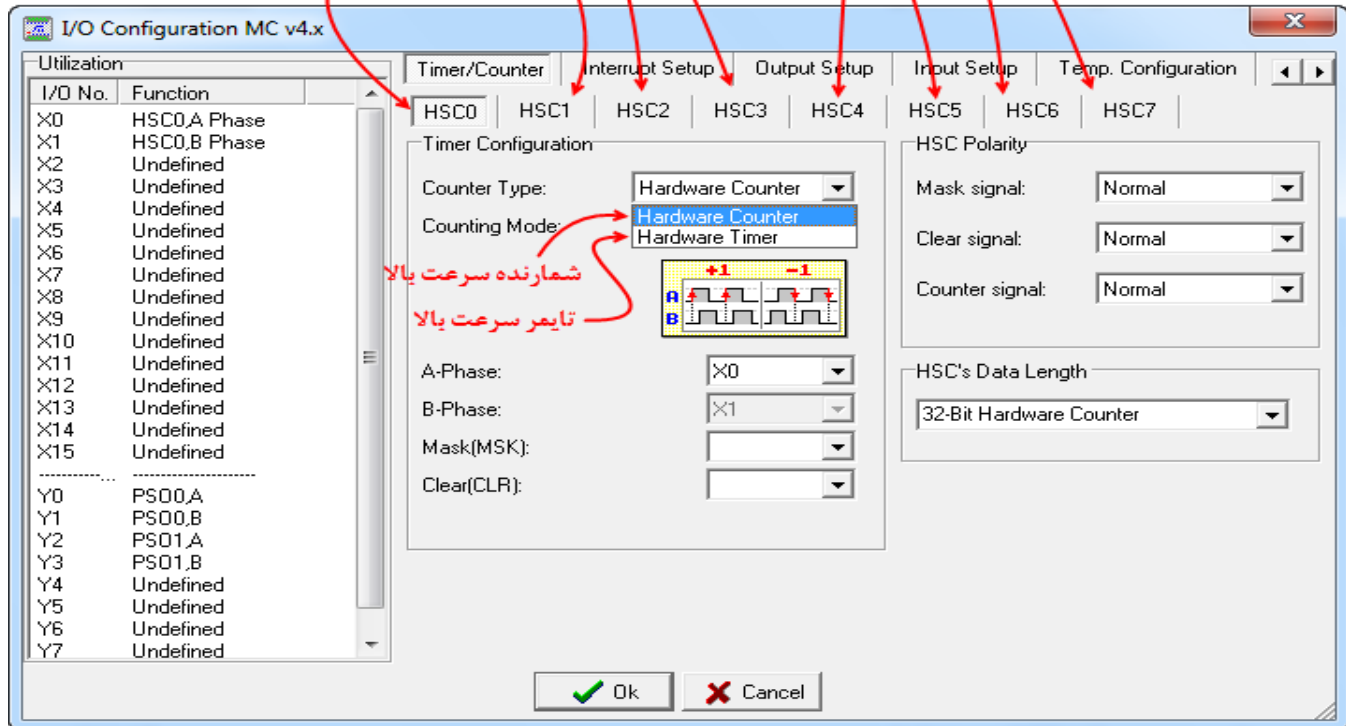 I/O Configuration MC v4.x
Utilization
I/O No. Function
X0 HSC0,A Phase
X1 HSC0,B Phase
X2 Undefined
X3 Undefined
X4 Undefined
X5 Undefined
X6 Undefined
X7 Undefined
X8 Undefined
X9 Undefined
X10 Undefined
X11 Undefined
X12 Undefined
X13 Undefined
X14 Undefined
X15 Undefined
-----------... ---------------------
Y0 PSO0,A
Y1 PSO0,B
Y2 PSO1,A
Y3 PSO1,B
Y4 Undefined
Y5 Undefined
Y6 Undefined
Y7 Undefined
Timer/Counter Interrupt Setup Output Setup Input Setup Temp. Configuration
HSC0 HSC1 HSC2 HSC3 HSC4 HSC5 HSC6 HSC7
Timer Configuration
Counter Type: Hardware Counter
Hardware Counter
Counting Mode:
Hardware Timer
شمارنده سرعت بالا
تایمر سرعت بالا
+1 -1
A
B
A-Phase: X0
B-Phase: X1
Mask(MSK):
Clear(CLR):
HSC Polarity
Mask signal: Normal
Clear signal: Normal
Counter signal: Normal
HSC's Data Length
32-Bit Hardware Counter
Ok Cancel